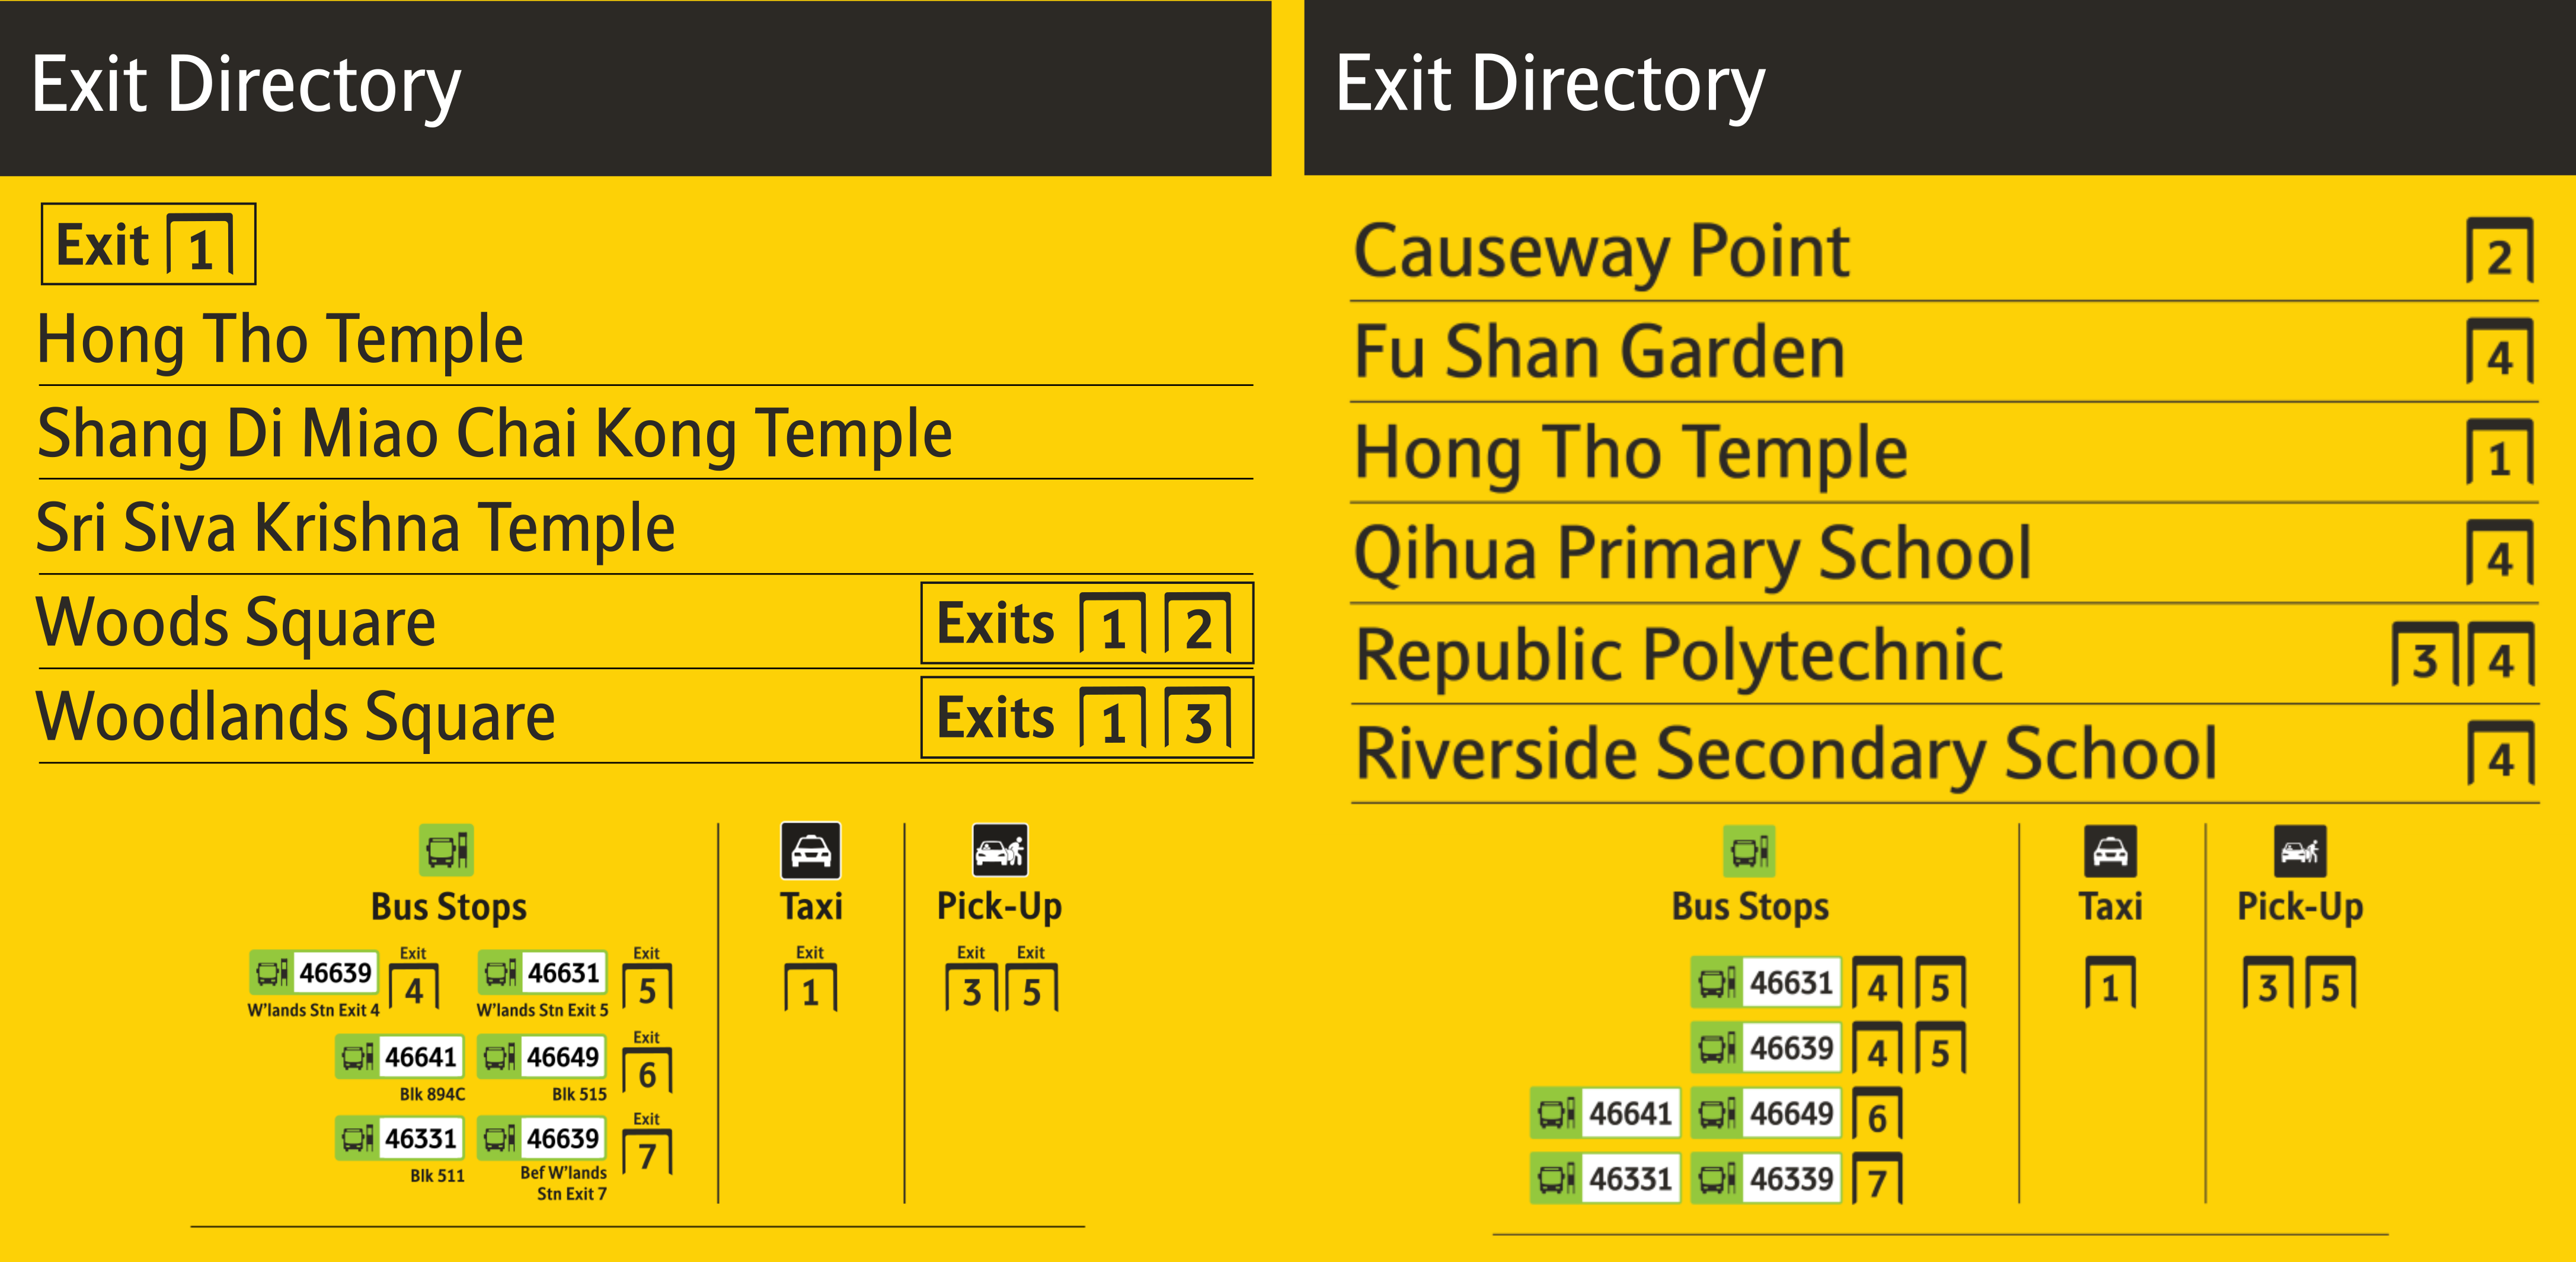 Exit Directory
Exit 1
Hong Tho Temple
Shang Di Miao Chai Kong Temple
Sri Siva Krishna Temple
Woods Square Exits 1 2
Woodlands Square Exits 1 3
Bus Stops
46639 Exit 4 46631 Exit 5
W'lands Stn Exit 4 W'lands Stn Exit 5
46641 46649 Exit 6
Blk 894C Blk 515
46331 46639 Exit 7
Blk 511 Bef W'lands
Stn Exit 7
Taxi
Exit
1
Pick-Up
Exit Exit
3 5
Exit Directory
Causeway Point 2
Fu Shan Garden 4
Hong Tho Temple 1
Qihua Primary School 4
Republic Polytechnic 3 4
Riverside Secondary School 4
Bus Stops
46631 4 5
46639 4 5
46641 46649 6
46331 46339 7
Taxi
1
Pick-Up
3 5